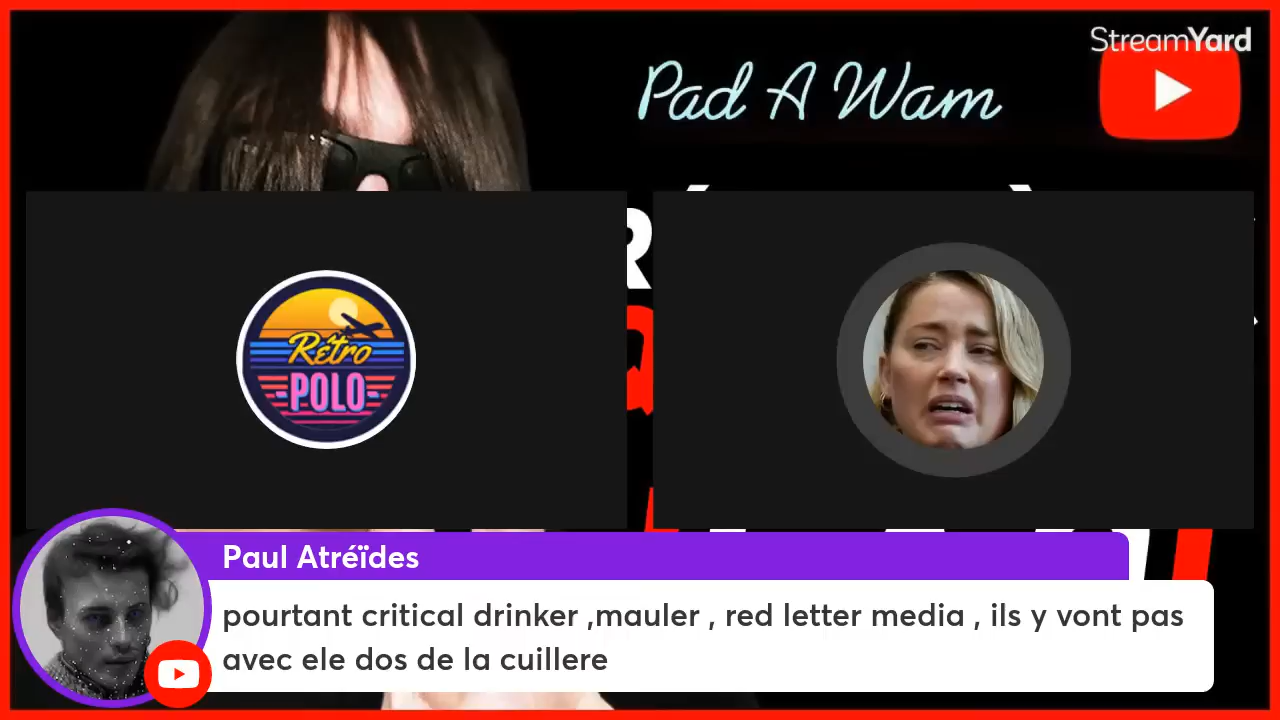 StreamYard
Pad A Wam
Rétro
POLO
Paul Atréïdes
pourtant critical drinker ,mauler , red letter media , ils y vont pas
avec ele dos de la cuillere